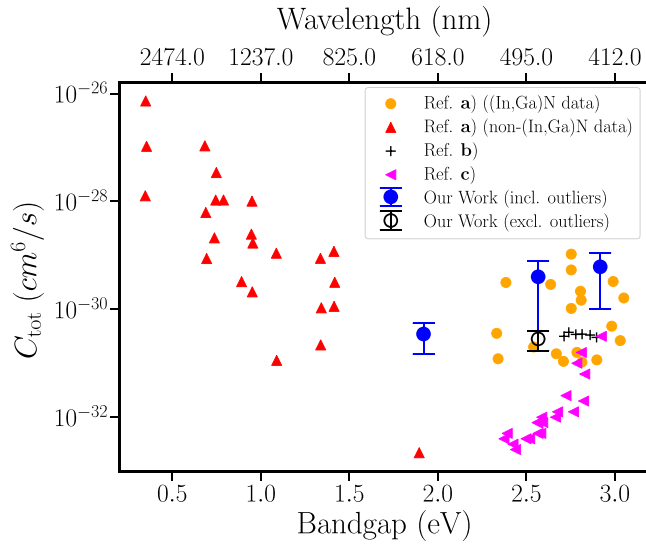 Wavelength (nm)
2474.0 1237.0 825.0 618.0 495.0 412.0
10⁻²⁶
10⁻²⁸
10⁻³⁰
10⁻³²
C_tot (cm⁶/s)
Ref. a) ((In,Ga)N data)
Ref. a) (non-(In,Ga)N data)
Ref. b)
Ref. c)
Our Work (incl. outliers)
Our Work (excl. outliers)
0.5 1.0 1.5 2.0 2.5 3.0
Bandgap (eV)